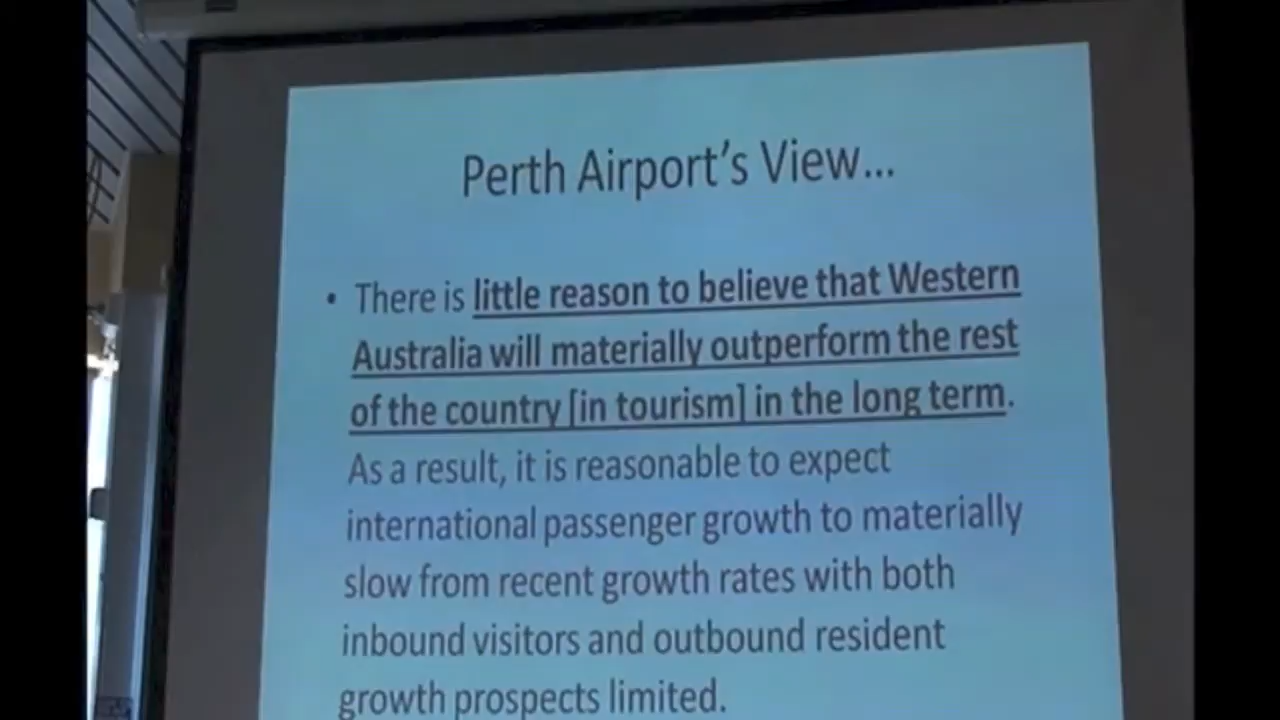 Perth Airport's View...
• There is little reason to believe that Western
Australia will materially outperform the rest
of the country [in tourism] in the long term.
As a result, it is reasonable to expect
international passenger growth to materially
slow from recent growth rates with both
inbound visitors and outbound resident
growth prospects limited.